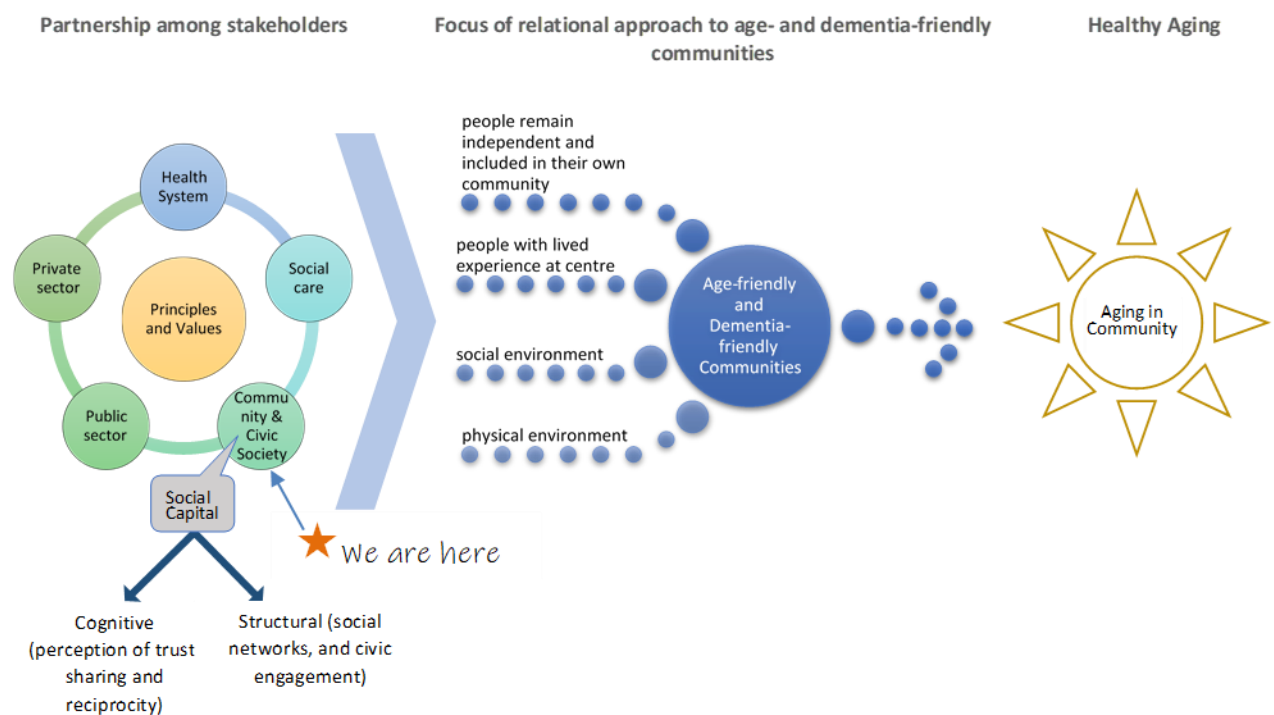 Partnership among stakeholders
Focus of relational approach to age- and dementia-friendly
communities
Healthy Aging
Health
System
Private
sector
Social
care
Principles
and Values
Public
sector
Commu
nity &
Civic
Society
Social
Capital
We are here
Cognitive
(perception of trust
sharing and
reciprocity)
Structural (social
networks, and civic
engagement)
people remain
independent and
included in their own
community
people with lived
experience at centre
social environment
physical environment
Age-friendly
and
Dementia-
friendly
Communities
Aging in
Community